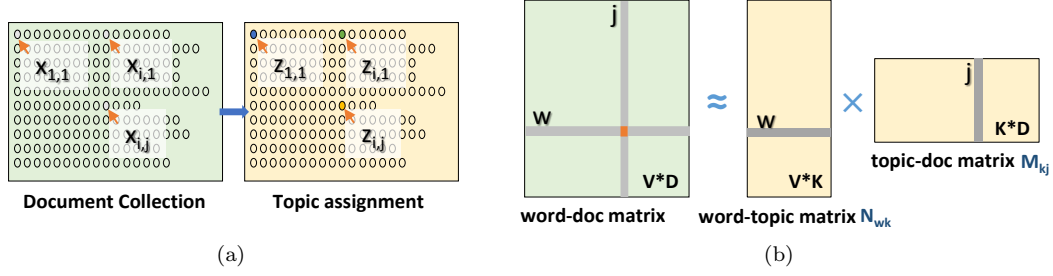 X1,1
Xi,1
Xi,j
Document Collection
Z1,1
Zi,1
Zi,j
Topic assignment
(a)
j
w
V*D
word-doc matrix
≈
w
V*K
word-topic matrix Nwk
×
j
K*D
topic-doc matrix Mkj
(b)